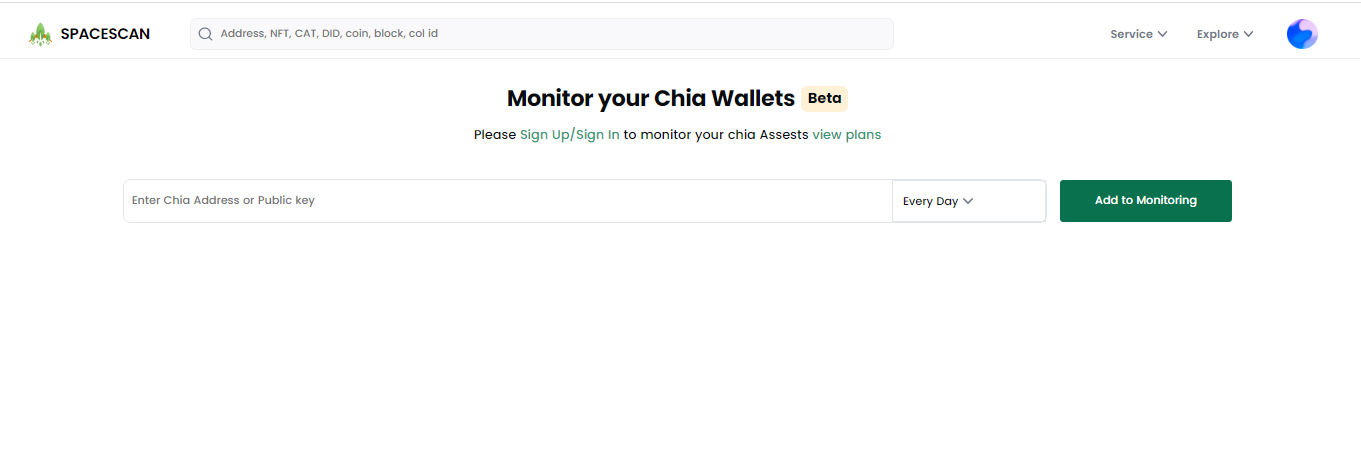 SPACESCAN
Address, NFT, CAT, DID, coin, block, col id
Service
Explore
Monitor your Chia Wallets Beta
Please Sign Up/Sign In to monitor your chia Assests view plans
Enter Chia Address or Public key
Every Day
Add to Monitoring